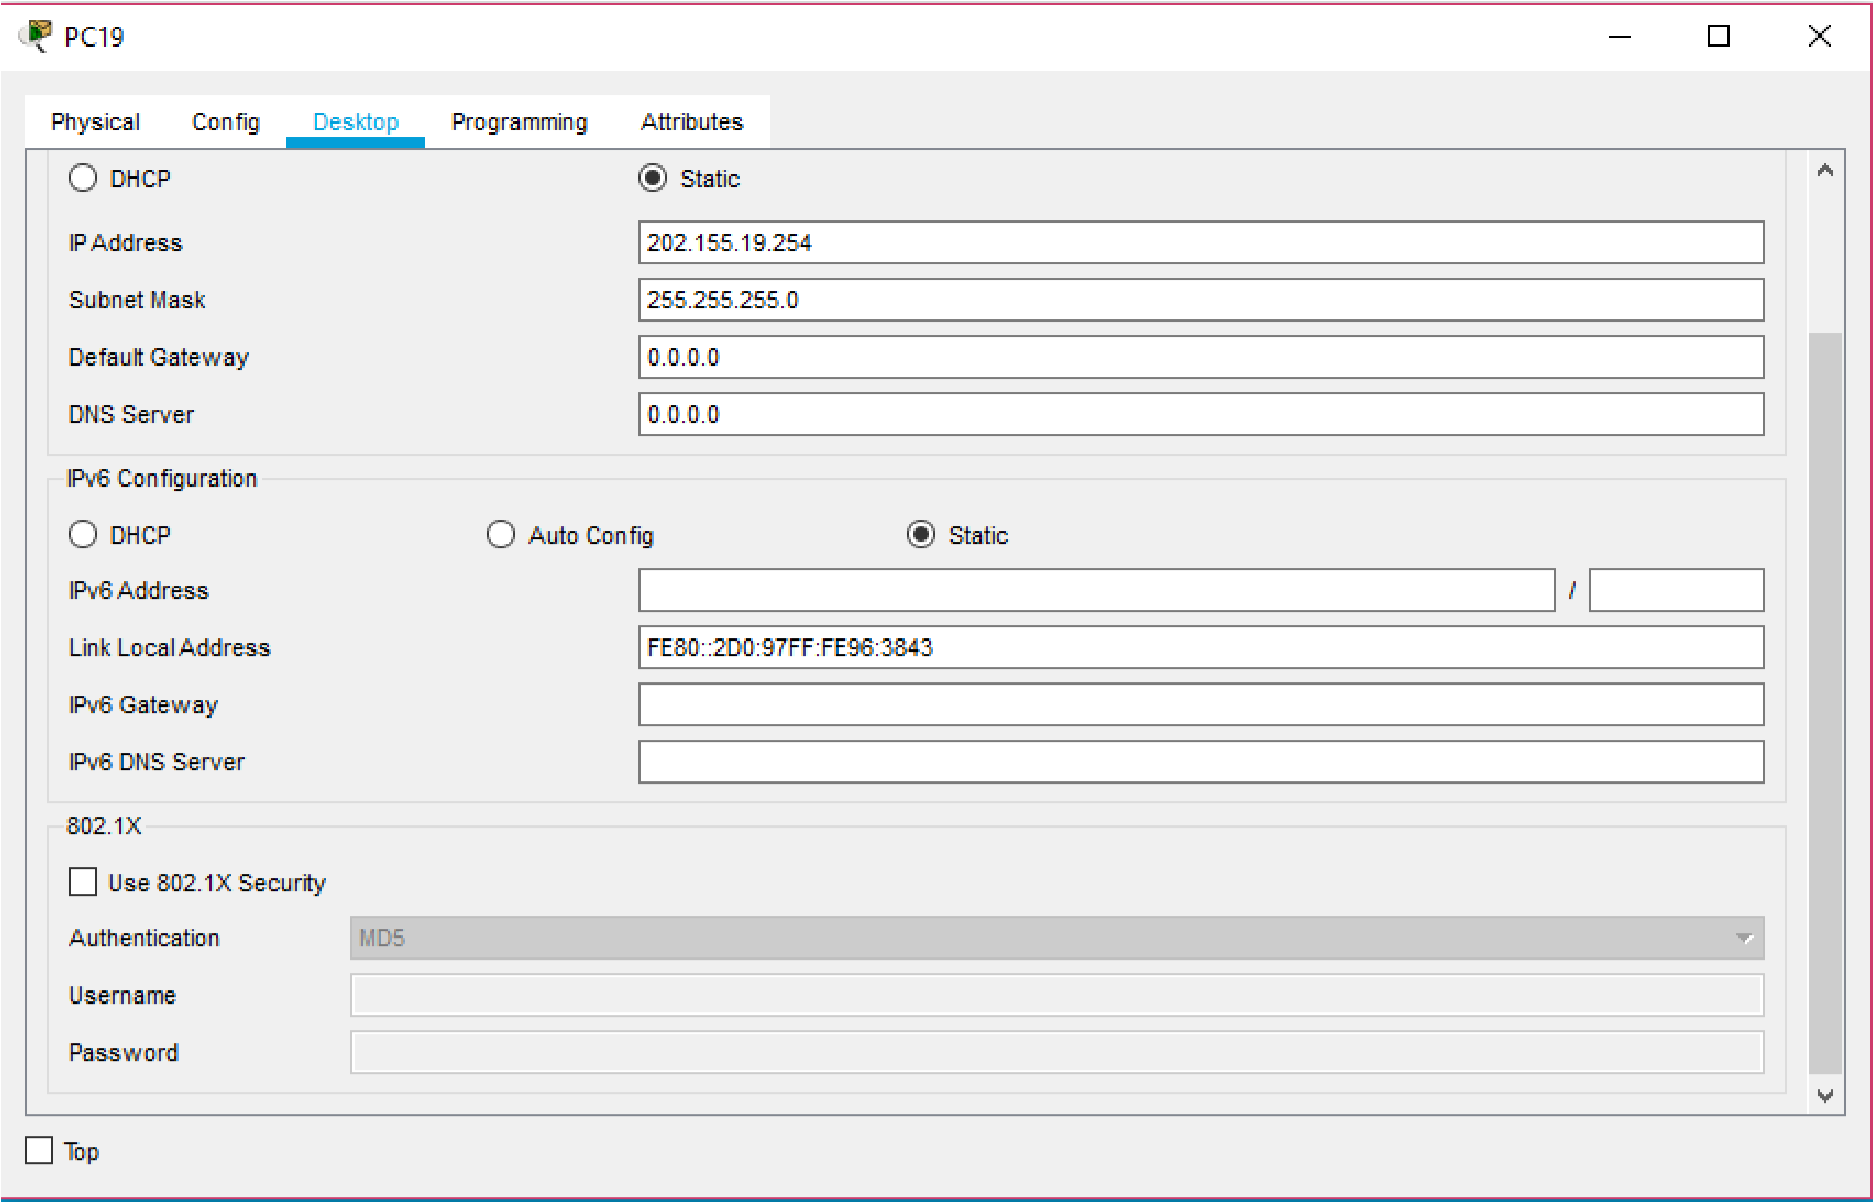 PC19
Physical Config Desktop Programming Attributes
DHCP Static
IP Address 202.155.19.254
Subnet Mask 255.255.255.0
Default Gateway 0.0.0.0
DNS Server 0.0.0.0
IPv6 Configuration
DHCP Auto Config Static
IPv6 Address /
Link Local Address FE80::2D0:97FF:FE96:3843
IPv6 Gateway
IPv6 DNS Server
802.1X
Use 802.1X Security
Authentication MD5
Username
Password
Top